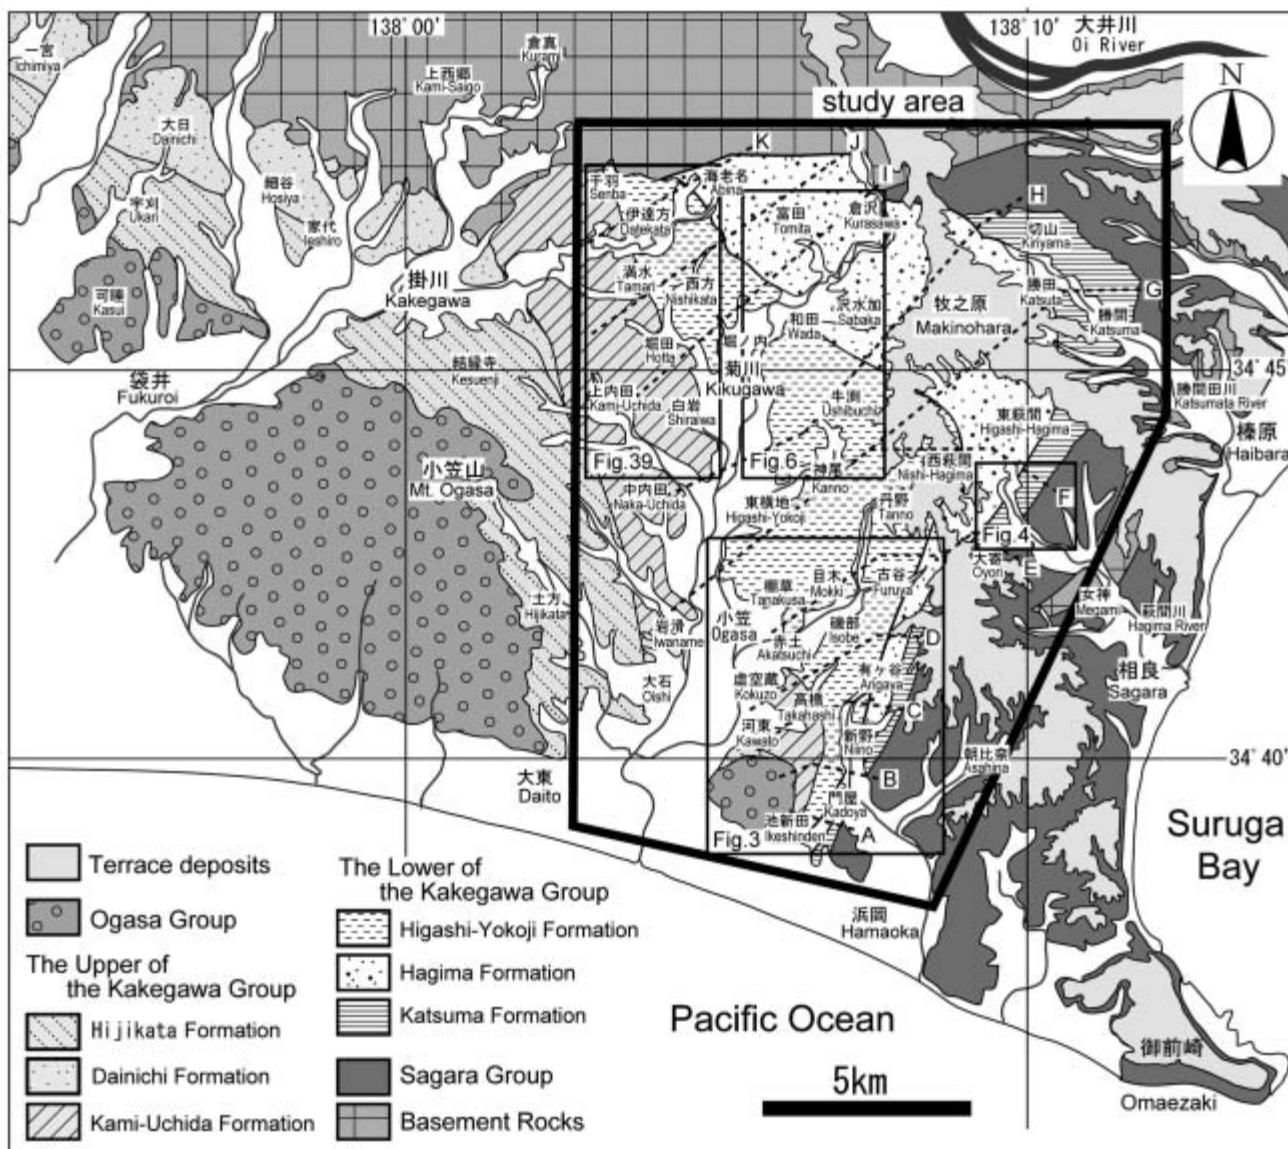 138° 00′
138° 10′
大井川
Oi River
N
study area
一宮
Ichimiya
倉真
Kurami
上西郷
Kami-Saigo
大日
Dainichi
細谷
Hosiya
宇刈
Ukari
家代
Ieshiro
可睡
Kasui
掛川
Kakegawa
袋井
Fukuroi
結縁寺
Kesuenji
小笠山
Mt. Ogasa
K
J
I
H
G
千羽
Senba
海老名
Abina
伊達方
Datekata
富田
Tomita
倉沢
Kurasawa
切山
Kiriyama
満水
Tamari
西方
Nishikata
沢水加
Sabaka
牧之原
Makinohara
勝田
Katsuta
勝間
Katsuma
和田
Wada
堀田
Hotta
堀ノ内
菊川
Kikugawa
34° 45′
上内田
Kami-Uchida
白岩
Shiraiwa
牛渕
Ushibuchi
東萩間
Higashi-Hagima
勝間田川
Katsumata River
榛原
Haibara
Fig.39
Fig.6
神尾
Kanno
西萩間
Nishi-Hagima
中内田
Naka-Uchida
東横地
Higashi-Yokoji
丹野
Tanno
F
Fig.4
大寄
Oyori
E
女神
Megami
萩間川
Hagima River
棚草
Tanakusa
目木
Mokki
古谷
Furuya
土方
Hijikata
岩滑
Iwaname
小笠
Ogasa
赤土
Akatsuchi
磯部
Isobe
D
相良
Sagara
大石
Oishi
虚空蔵
Kokuzo
高橋
Takahashi
有ヶ谷
Arigaya
C
河東
Kawato
新野
Niino
朝比奈
Asahina
34° 40′
大東
Daito
B
門屋
Kadoya
池新田
Ikeshinden
A
Fig.3
Suruga
Bay
浜岡
Hamaoka
Pacific Ocean
御前崎
Omaezaki
5km
Terrace deposits
Ogasa Group
The Upper of
the Kakegawa Group
Hijikata Formation
Dainichi Formation
Kami-Uchida Formation
The Lower of
the Kakegawa Group
Higashi-Yokoji Formation
Hagima Formation
Katsuma Formation
Sagara Group
Basement Rocks